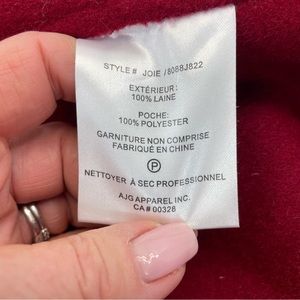 STYLE# JOIE/8088J822
EXTÉRIEUR:
100% LAINE
POCHE:
100% POLYESTER
GARNITURE NON COMPRISE
FABRIQUÉ EN CHINE
P
NETTOYER À SEC PROFESSIONNEL
AJG APPAREL INC.
CA# 00328